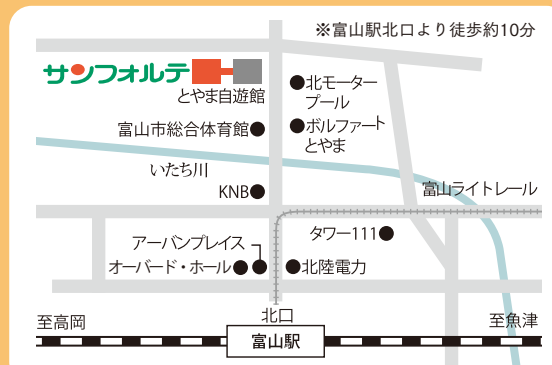 ※富山駅北口より徒歩約10分
サンフォルテ
とやま自遊館
北モーター
プール
富山市総合体育館
ボルファート
とやま
いたち川
KNB
富山ライトレール
タワー111
アーバンプレイス
オーバード・ホール
北陸電力
北口
至高岡
至魚津
富山駅